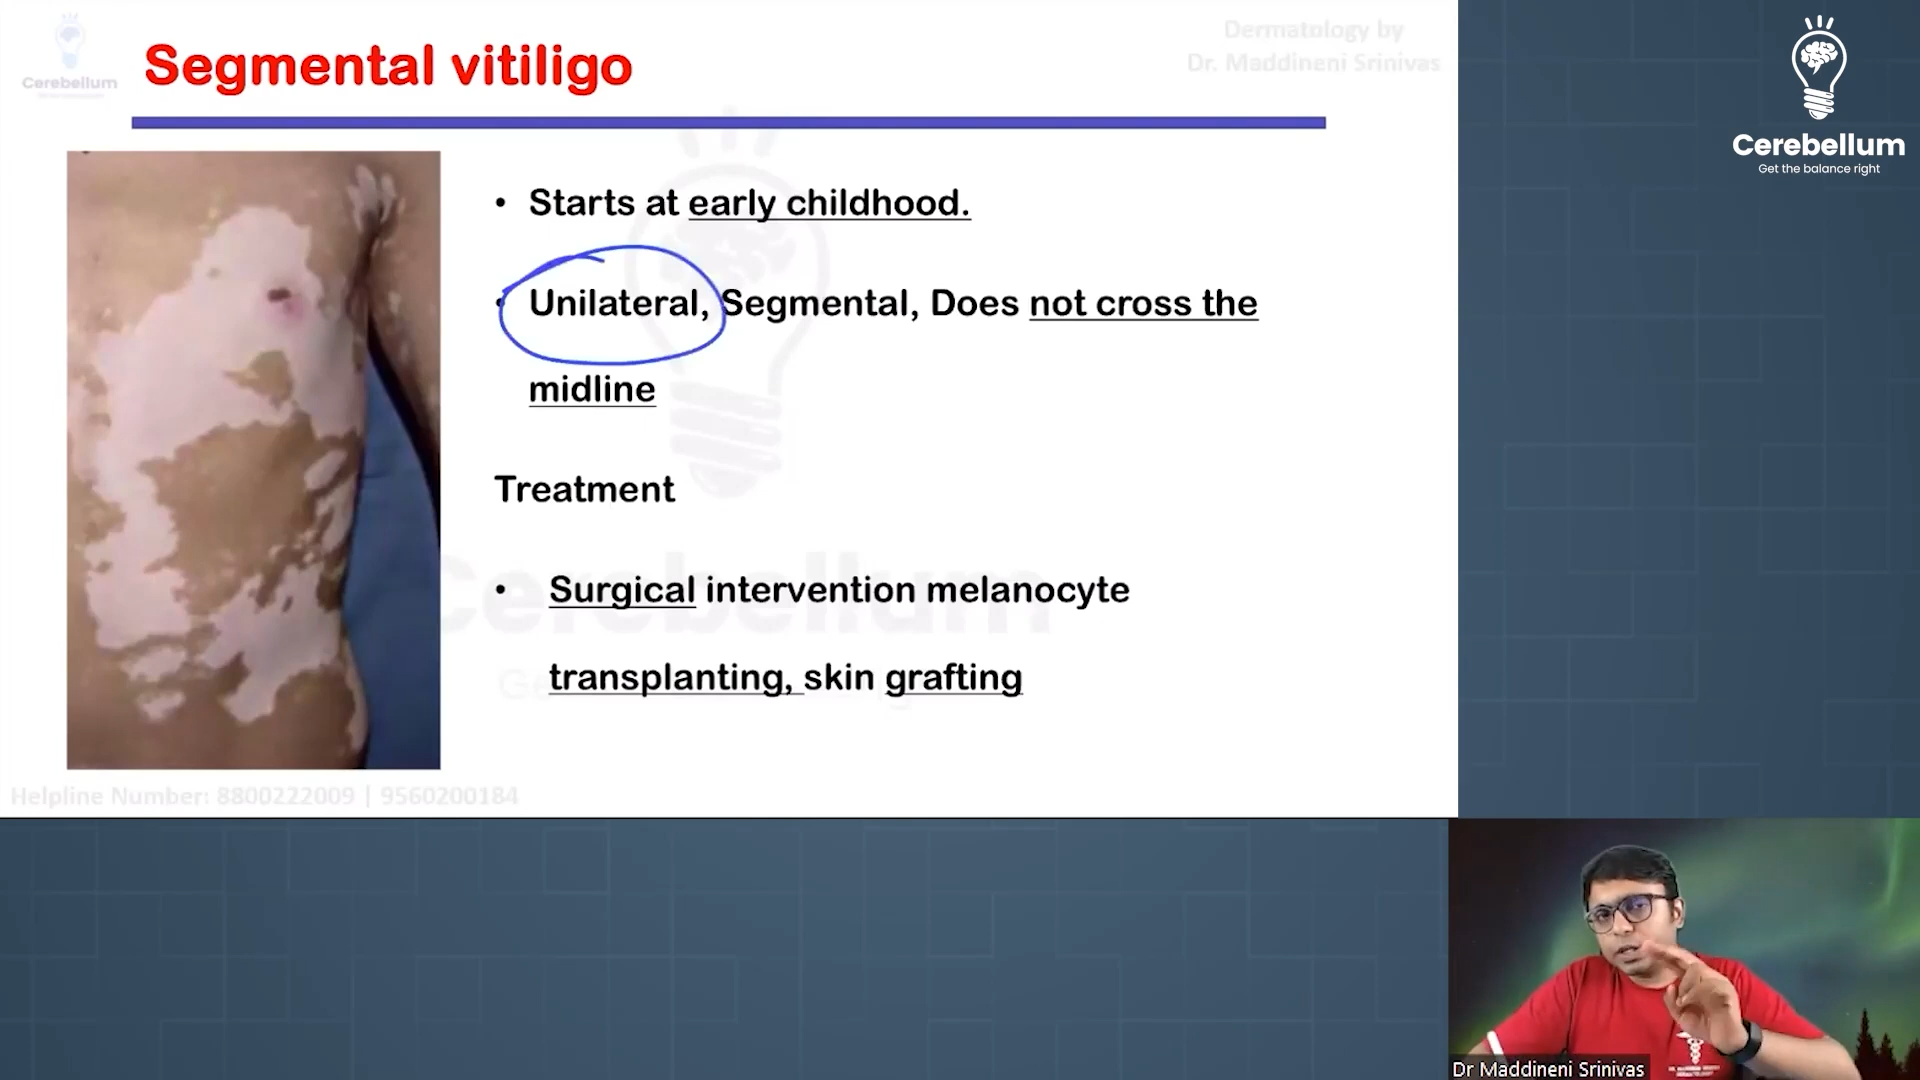 Cerebellum
Segmental vitiligo
Dermatology by
Dr. Maddineni Srinivas
Cerebellum
Get the balance right
• Starts at early childhood.
• Unilateral, Segmental, Does not cross the
midline
Treatment
• Surgical intervention melanocyte
transplanting, skin grafting
Cerebellum
Helpline Number: 8800222009 | 9560200184
Dr Maddineni Srinivas